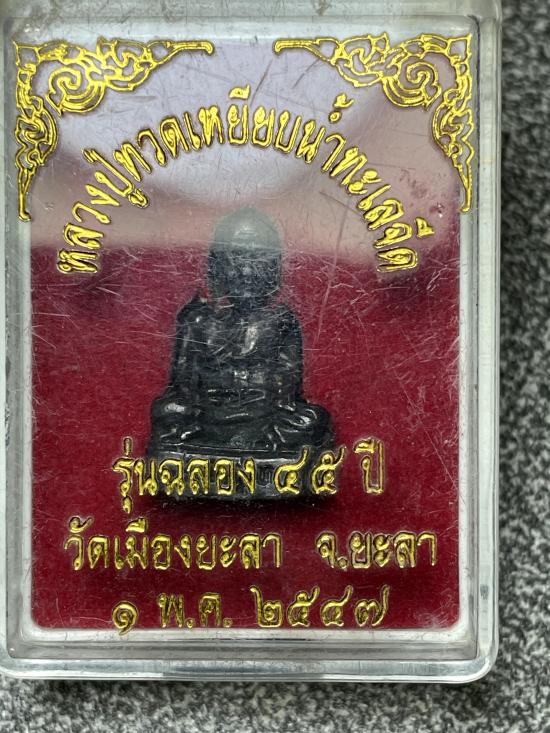 หลวงปู่ทวดเหยียบน้ำทะเลจืด
รุ่นฉลอง ๔๕ ปี
วัดเมืองยะลา จ.ยะลา
๑ พ.ค. ๒๕๔๗